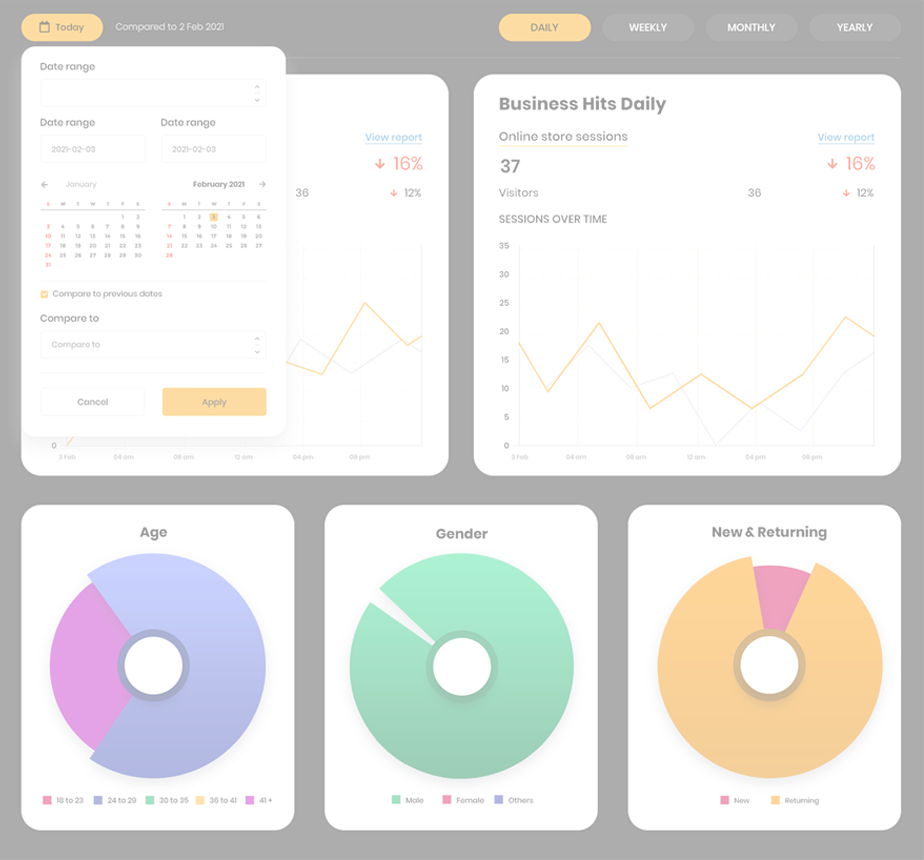 Today
Compared to 2 Feb 2021
DAILY
WEEKLY
MONTHLY
YEARLY
Date range
Date range
Date range
2021-02-03
2021-02-03
January
February 2021
S M T W T F S
1 2
3 4 5 6 7 8 9
10 11 12 13 14 15 16
17 18 19 20 21 22 23
24 25 26 27 28 29 30
31
S M T W T F S
1 2 3 4 5 6
7 8 9 10 11 12 13
14 15 16 17 18 19 20
21 22 23 24 25 26 27
28
Compare to previous dates
Compare to
Compare to
Cancel
Apply
View report
16%
36
12%
0
3 Feb
04 am
08 am
12 am
04 pm
08 pm
Business Hits Daily
Online store sessions
View report
37
16%
Visitors
36
12%
SESSIONS OVER TIME
35
30
25
20
15
10
5
0
3 Feb
04 am
08 am
12 am
04 pm
08 pm
Age
18 to 23
24 to 29
30 to 35
36 to 41
41 +
Gender
Male
Female
Others
New & Returning
New
Returning